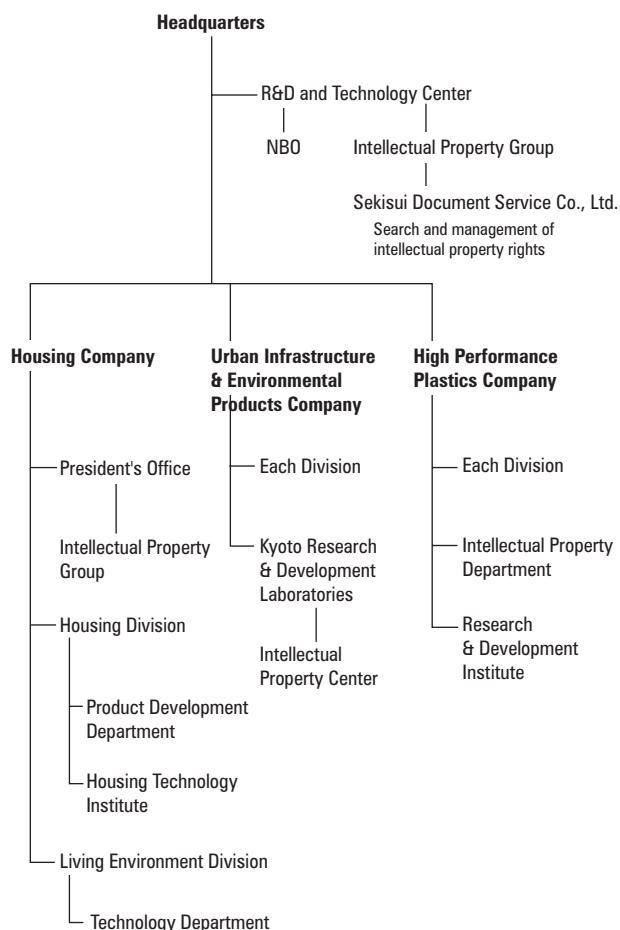 Headquarters
R&D and Technology Center
NBO
Intellectual Property Group
Sekisui Document Service Co., Ltd.
Search and management of
intellectual property rights
Housing Company
Urban Infrastructure
& Environmental
Products Company
High Performance
Plastics Company
President's Office
Intellectual Property
Group
Housing Division
Product Development
Department
Housing Technology
Institute
Living Environment Division
Technology Department
Each Division
Kyoto Research
& Development
Laboratories
Intellectual
Property Center
Each Division
Intellectual Property
Department
Research
& Development
Institute